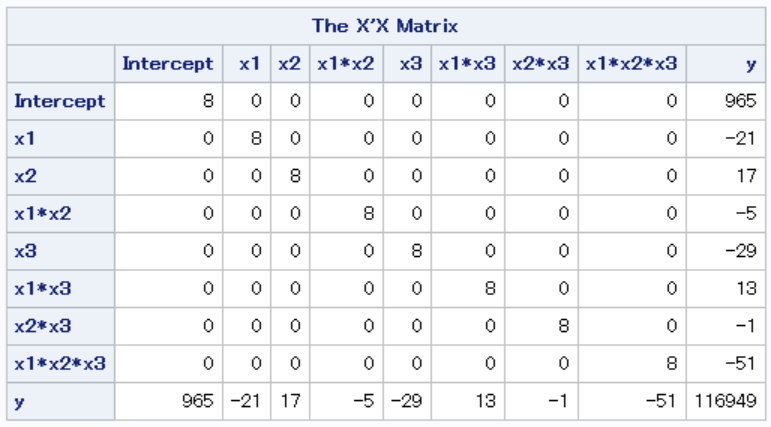 The X'X Matrix
Intercept x1 x2 x1*x2 x3 x1*x3 x2*x3 x1*x2*x3 y
Intercept 8 0 0 0 0 0 0 0 965
x1 0 8 0 0 0 0 0 0 -21
x2 0 0 8 0 0 0 0 0 17
x1*x2 0 0 0 8 0 0 0 0 -5
x3 0 0 0 0 8 0 0 0 -29
x1*x3 0 0 0 0 0 8 0 0 13
x2*x3 0 0 0 0 0 0 8 0 -1
x1*x2*x3 0 0 0 0 0 0 0 8 -51
y 965 -21 17 -5 -29 13 -1 -51 116949